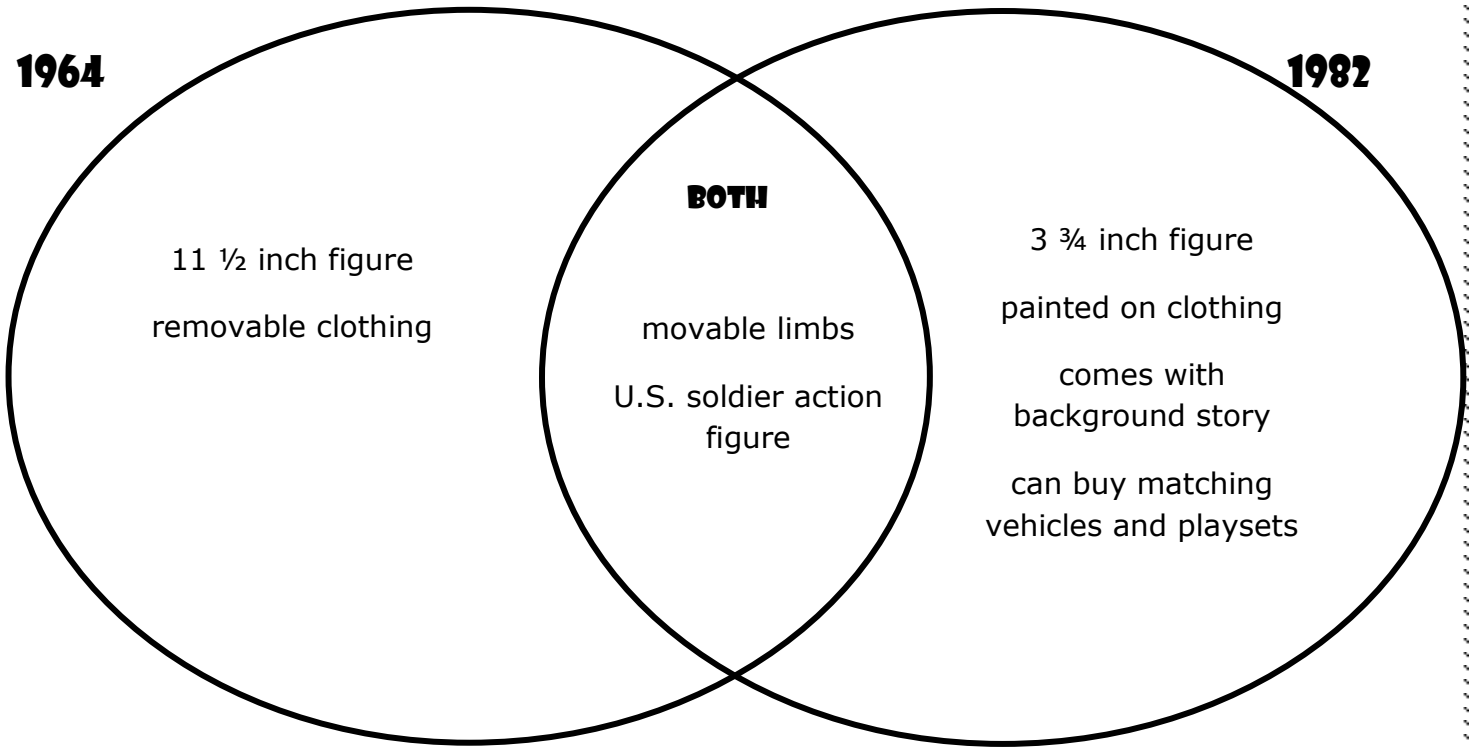 1964
11 ½ inch figure
removable clothing
BOTH
movable limbs
U.S. soldier action
figure
1982
3 ¾ inch figure
painted on clothing
comes with
background story
can buy matching
vehicles and playsets